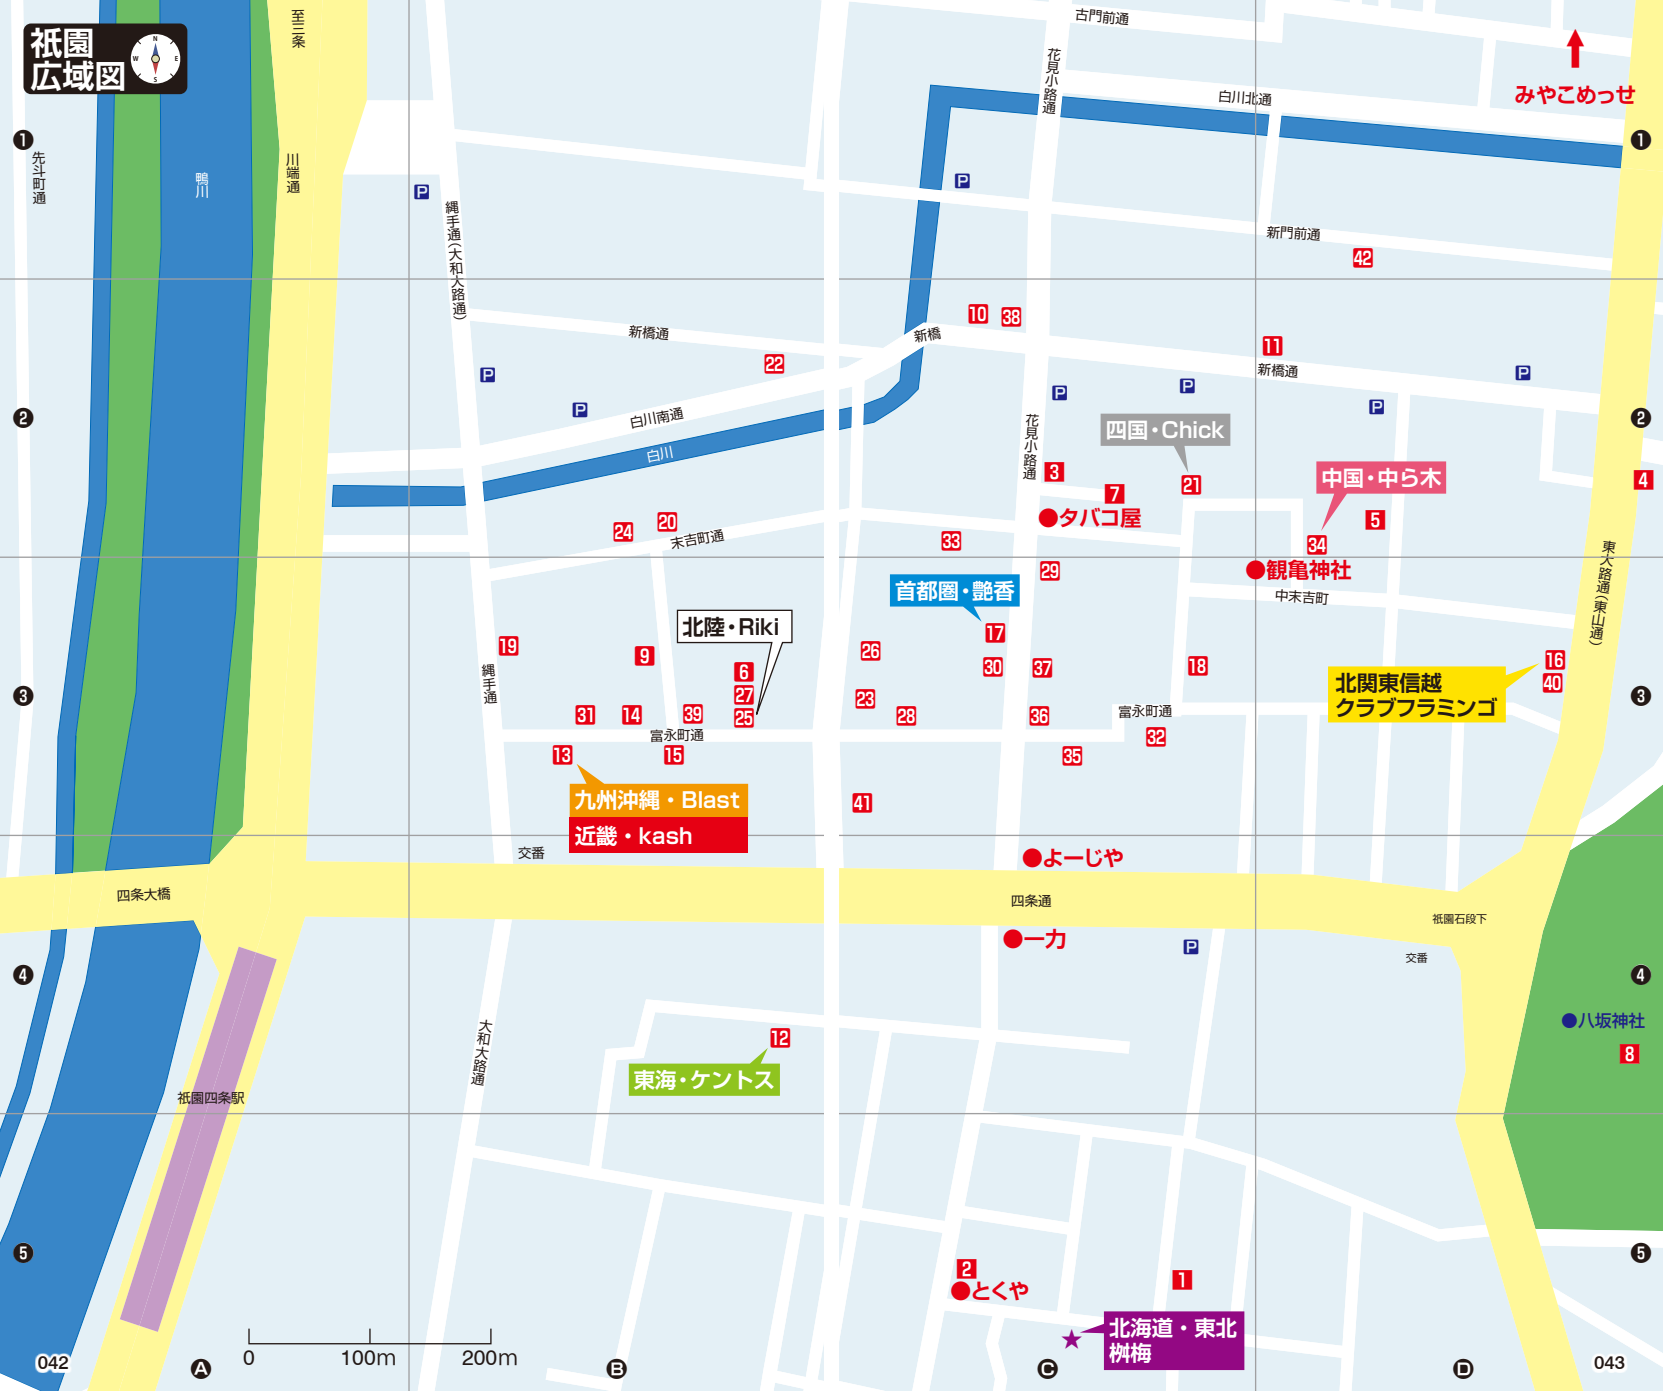 祇園
広域図
N
W
E
S
至三条
古門前通
花見小路通
白川北通
みやこめっせ
❶
❶
先斗町通
鴨川
川端通
P
P
縄手通(大和大路通)
新門前通
42
10
38
新橋通
新橋
22
11
新橋通
P
P
P
P
P
P
❷
❷
白川南通
白川
花見小路通
四国・Chick
3
7
21
中国・中ら木
4
5
タバコ屋
24
20
末吉町通
33
34
29
観亀神社
東大路通(東山通)
首都圏・艶香
中末吉町
北陸・Riki
17
19
9
6
26
30
37
18
16
40
縄手通
27
23
北関東信越
クラブフラミンゴ
❸
❸
31
14
39
25
28
36
富永町通
富永町通
32
13
15
35
九州沖縄・Blast
近畿・kash
41
交番
よーじや
四条大橋
四条通
祇園石段下
一力
P
交番
❹
❹
八坂神社
8
大和大路通
12
東海・ケントス
祇園四条駅
❺
❺
2
とくや
1
北海道・東北
桝梅
★
0
100m
200m
042
A
B
C
D
043